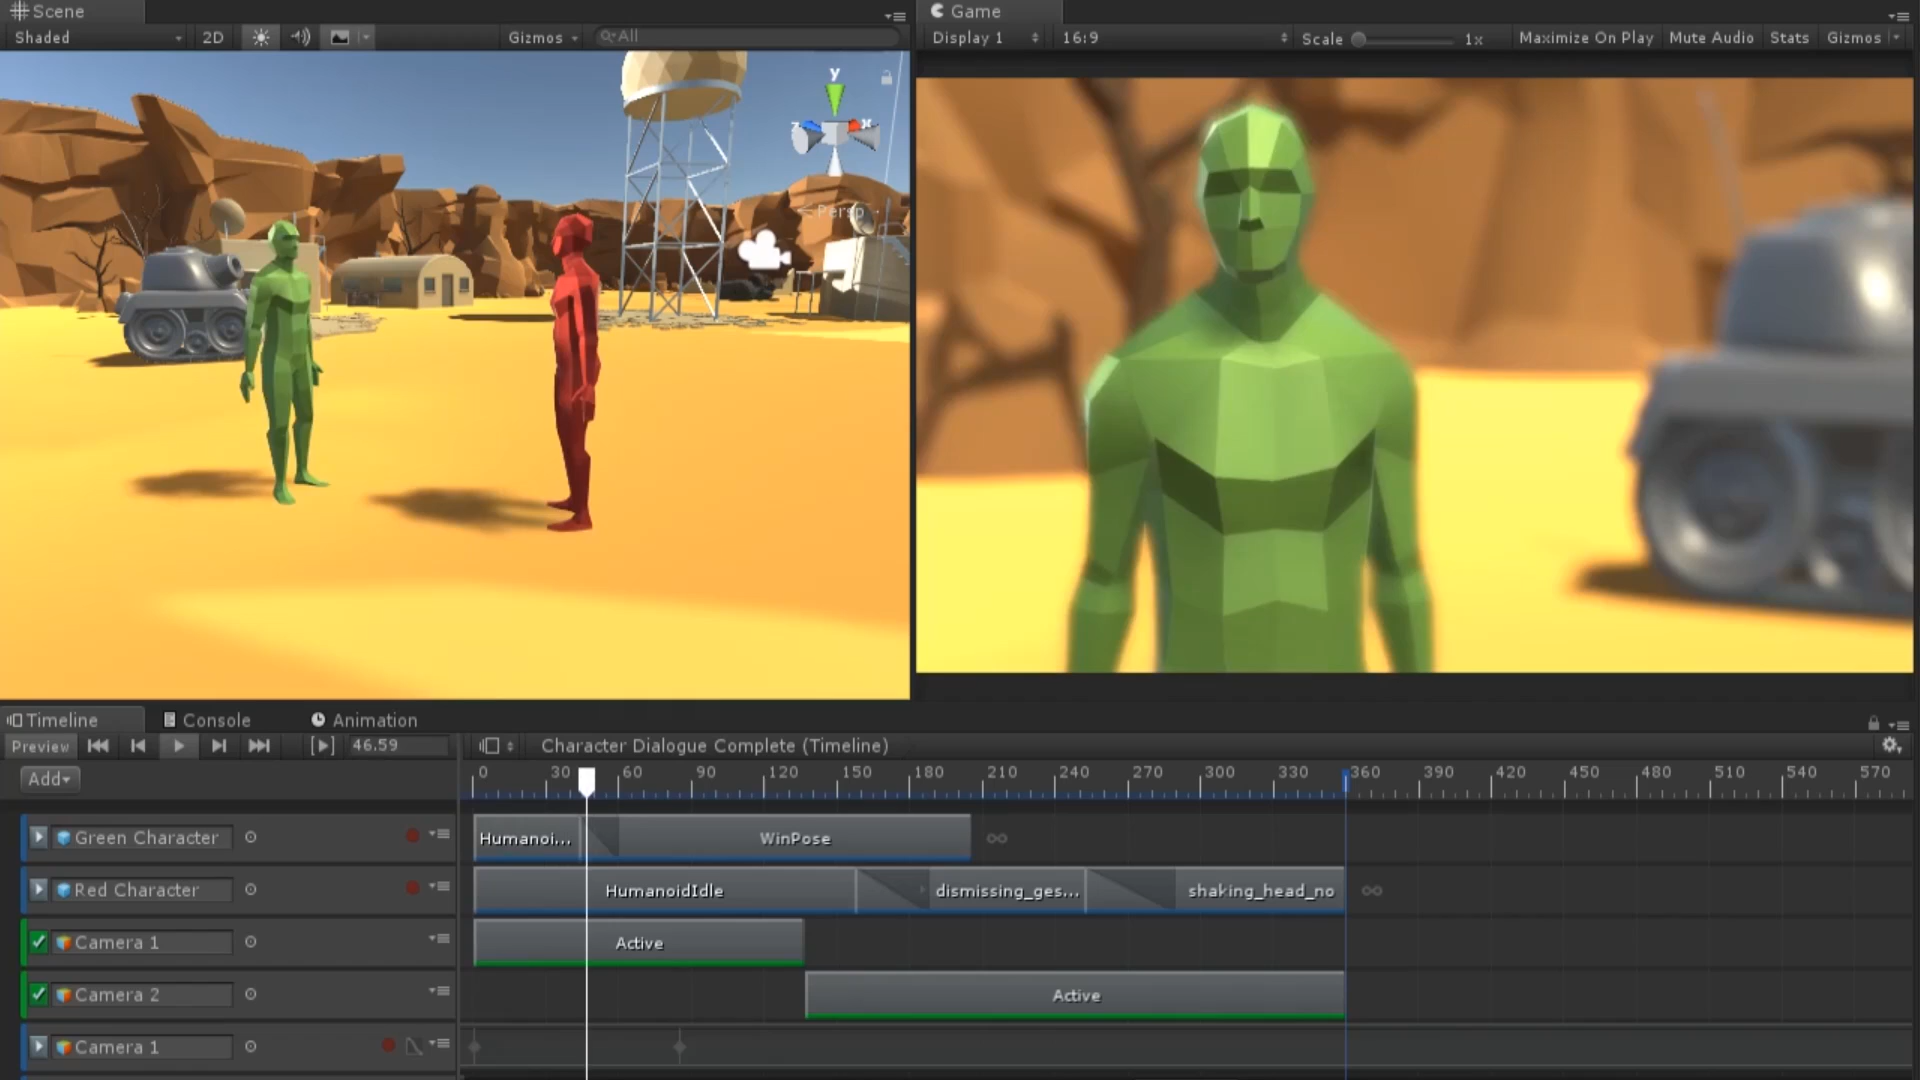 Scene
Shaded 2D Gizmos All
y
z x
Persp
Game
Display 1 16:9 Scale 1x Maximize On Play Mute Audio Stats Gizmos
Timeline Console Animation
Preview 46.59 Character Dialogue Complete (Timeline)
Add
0 30 60 90 120 150 180 210 240 270 300 330 360 390 420 450 480 510 540 570
Green Character Humanoi... WinPose
Red Character HumanoidIdle dismissing_ges... shaking_head_no
Camera 1 Active
Camera 2 Active
Camera 1